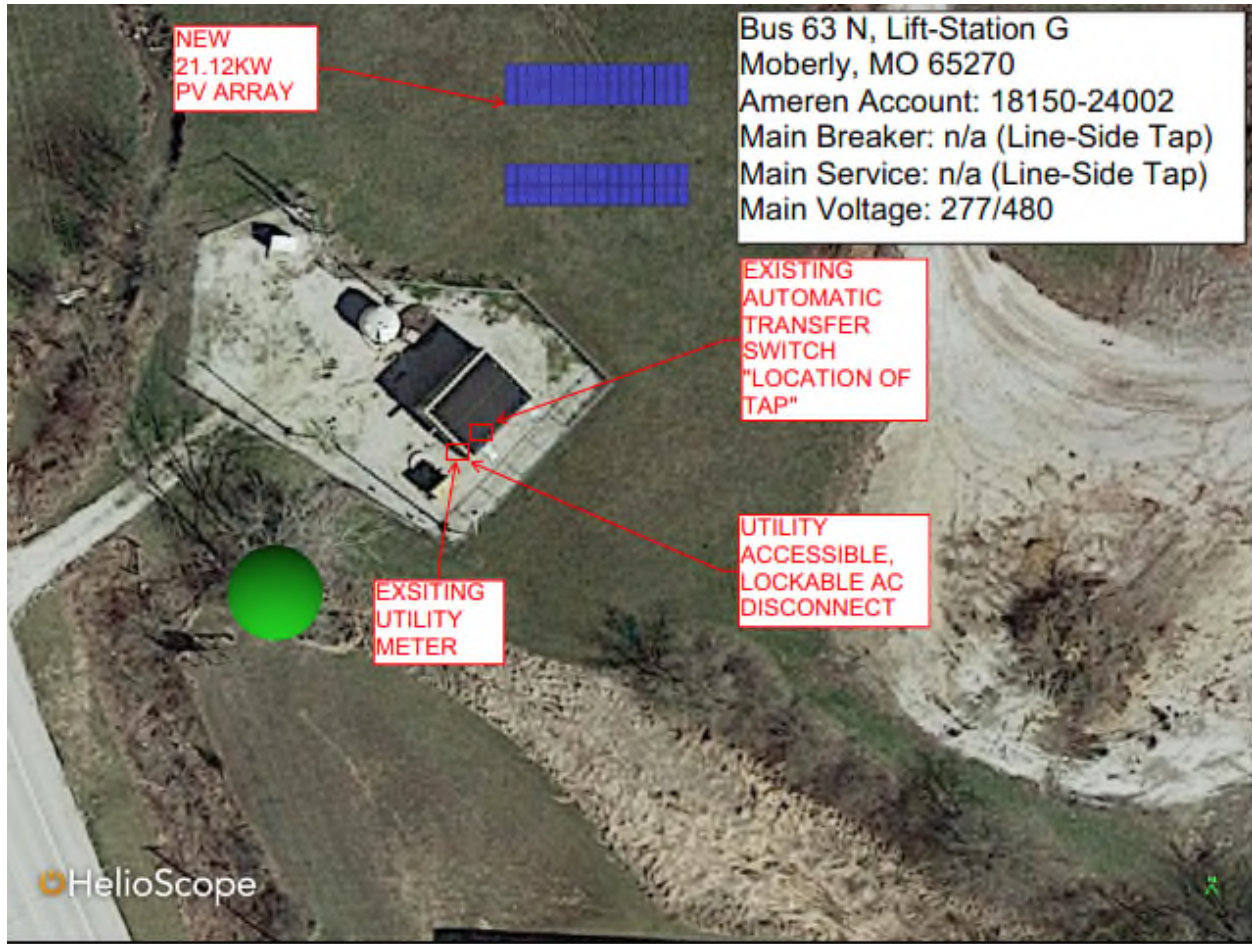 NEW
21.12KW
PV ARRAY
Bus 63 N, Lift-Station G
Moberly, MO 65270
Ameren Account: 18150-24002
Main Breaker: n/a (Line-Side Tap)
Main Service: n/a (Line-Side Tap)
Main Voltage: 277/480
EXISTING
AUTOMATIC
TRANSFER
SWITCH
"LOCATION OF
TAP"
UTILITY
ACCESSIBLE,
LOCKABLE AC
DISCONNECT
EXSITING
UTILITY
METER
HelioScope